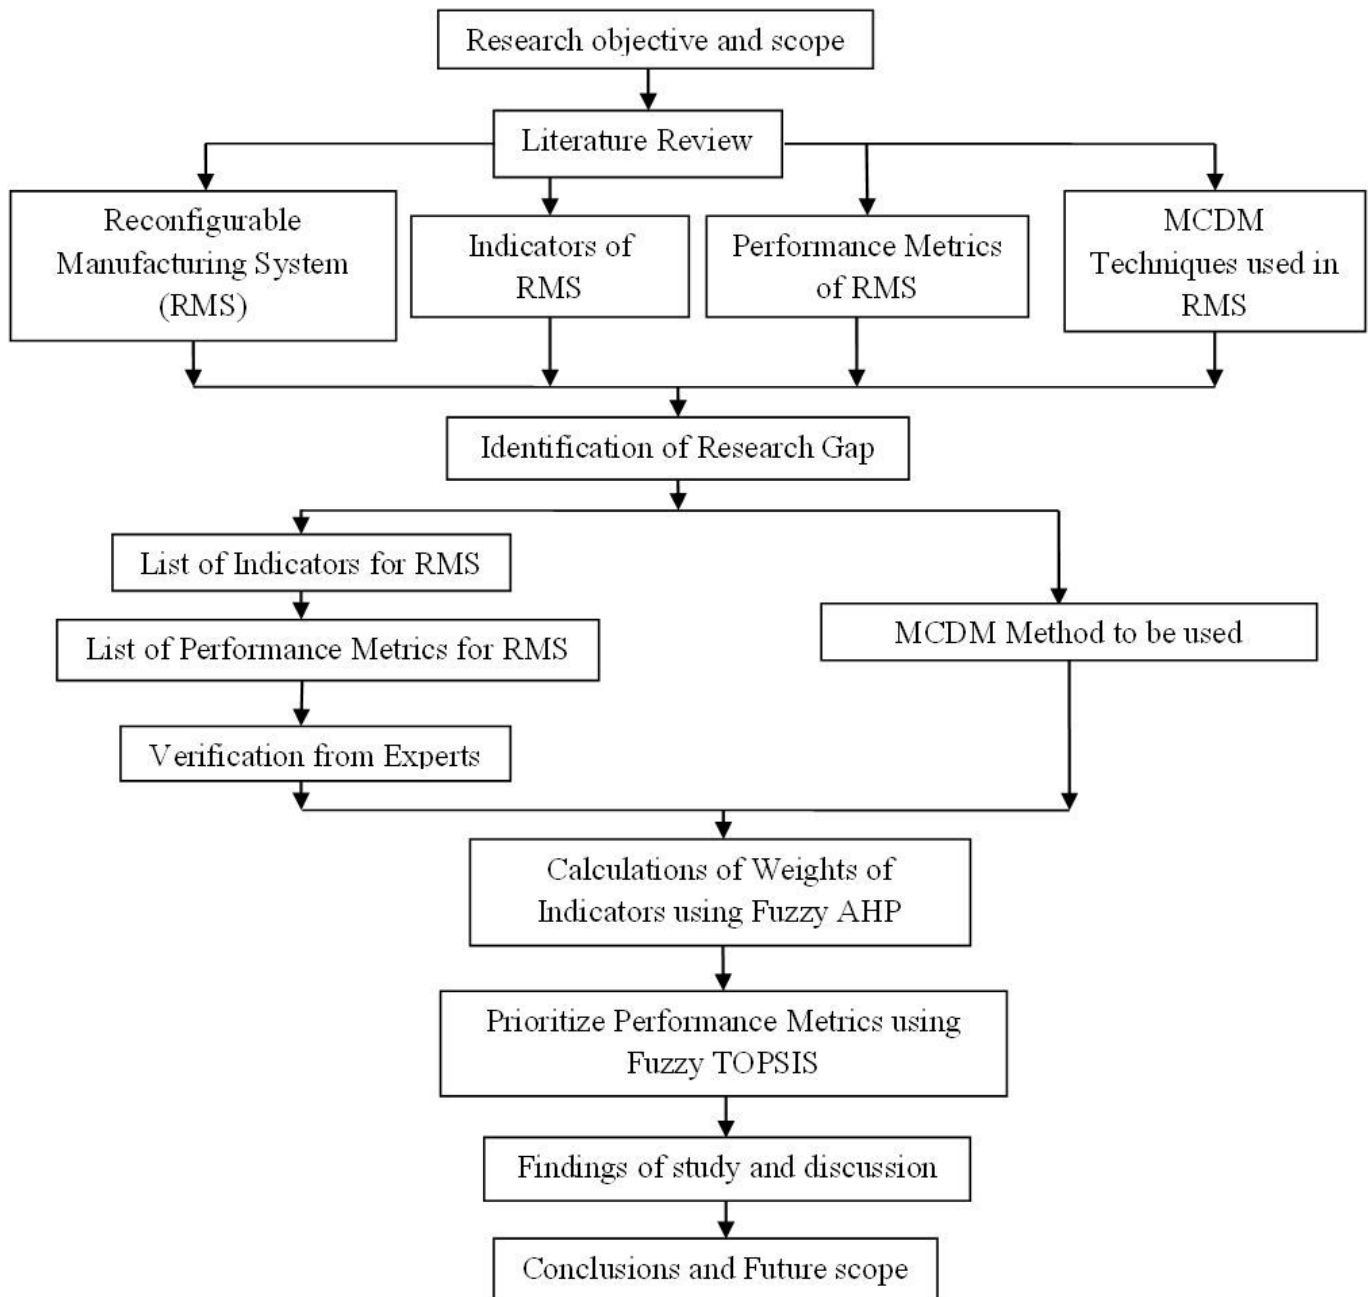 Research objective and scope
Literature Review
Reconfigurable
Manufacturing System
(RMS)
Indicators of
RMS
Performance Metrics
of RMS
MCDM
Techniques used in
RMS
Identification of Research Gap
List of Indicators for RMS
List of Performance Metrics for RMS
Verification from Experts
MCDM Method to be used
Calculations of Weights of
Indicators using Fuzzy AHP
Prioritize Performance Metrics using
Fuzzy TOPSIS
Findings of study and discussion
Conclusions and Future scope